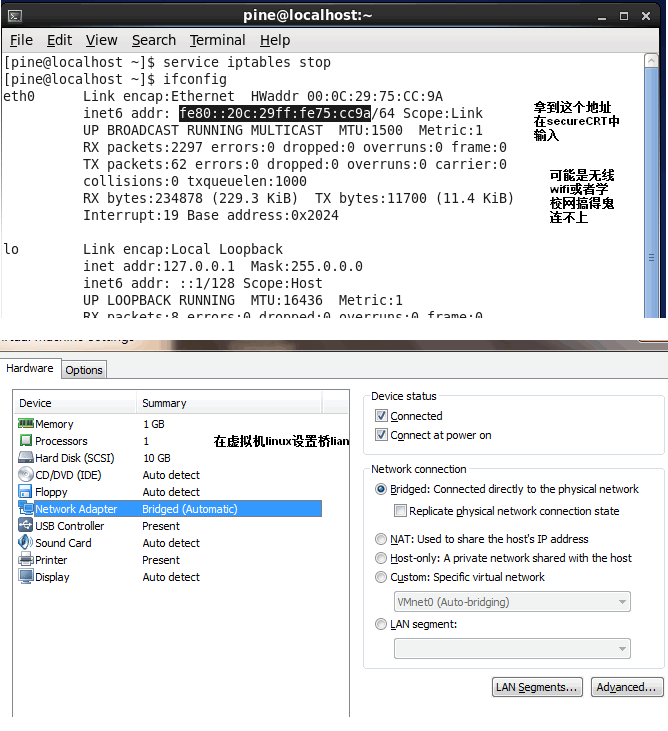 pine@localhost:~
File Edit View Search Terminal Help
[pine@localhost ~]$ service iptables stop
[pine@localhost ~]$ ifconfig
eth0 Link encap:Ethernet HWaddr 00:0C:29:75:CC:9A
inet6 addr: fe80::20c:29ff:fe75:cc9a/64 Scope:Link
UP BROADCAST RUNNING MULTICAST MTU:1500 Metric:1
RX packets:2297 errors:0 dropped:0 overruns:0 frame:0
TX packets:62 errors:0 dropped:0 overruns:0 carrier:0
collisions:0 txqueuelen:1000
RX bytes:234878 (229.3 KiB) TX bytes:11700 (11.4 KiB)
Interrupt:19 Base address:0x2024
拿到这个地址
在secureCRT中
输入
可能是无线
wifi或者学
校网搞得鬼
连不上
lo Link encap:Local Loopback
inet addr:127.0.0.1 Mask:255.0.0.0
inet6 addr: ::1/128 Scope:Host
UP LOOPBACK RUNNING MTU:16436 Metric:1
RX packets:8 errors:0 dropped:0 overruns:0 frame:0
Hardware Options
Device Summary
Memory 1 GB
Processors 1
Hard Disk (SCSI) 10 GB
CD/DVD (IDE) Auto detect
Floppy Auto detect
Network Adapter Bridged (Automatic)
USB Controller Present
Sound Card Auto detect
Printer Present
Display Auto detect
在虚拟机linux设置桥lian
Device status
Connected
Connect at power on
Network connection
Bridged: Connected directly to the physical network
Replicate physical network connection state
NAT: Used to share the host's IP address
Host-only: A private network shared with the host
Custom: Specific virtual network
VMnet0 (Auto-bridging)
LAN segment:
LAN Segments... Advanced...